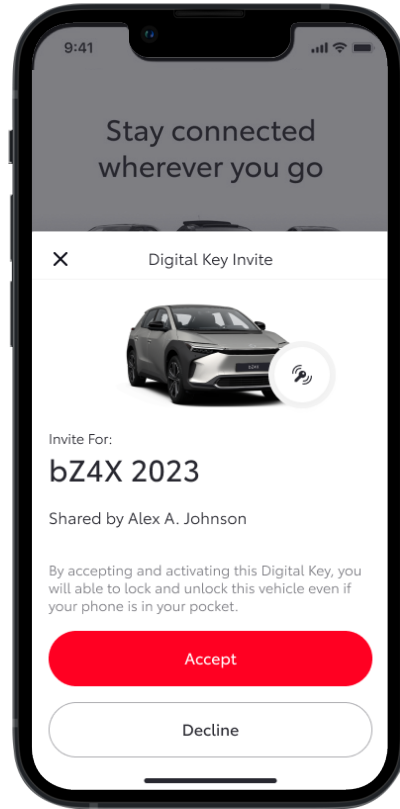 9:41
Stay connected
wherever you go
Digital Key Invite
bZ4X
Invite For:
bZ4X 2023
Shared by Alex A. Johnson
By accepting and activating this Digital Key, you
will able to lock and unlock this vehicle even if
your phone is in your pocket.
Accept
Decline